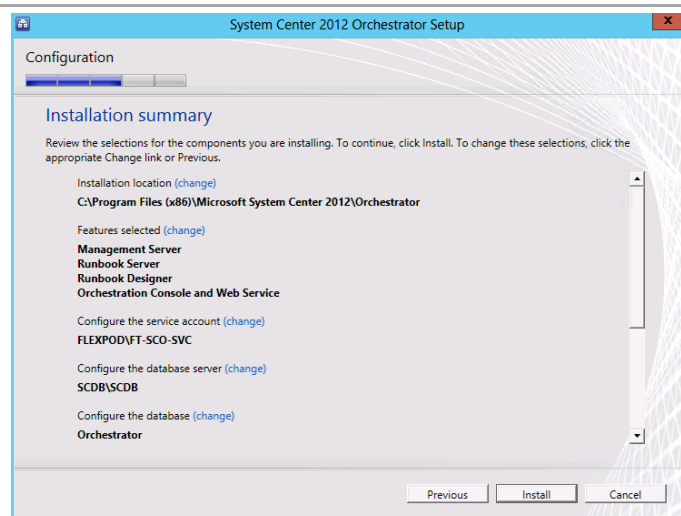 System Center 2012 Orchestrator Setup
x
Configuration
Installation summary
Review the selections for the components you are installing. To continue, click Install. To change these selections, click the
appropriate Change link or Previous.
Installation location (change)
C:\Program Files (x86)\Microsoft System Center 2012\Orchestrator
Features selected (change)
Management Server
Runbook Server
Runbook Designer
Orchestration Console and Web Service
Configure the service account (change)
FLEXPOD\FT-SCO-SVC
Configure the database server (change)
SCDB\SCDB
Configure the database (change)
Orchestrator
Previous Install Cancel